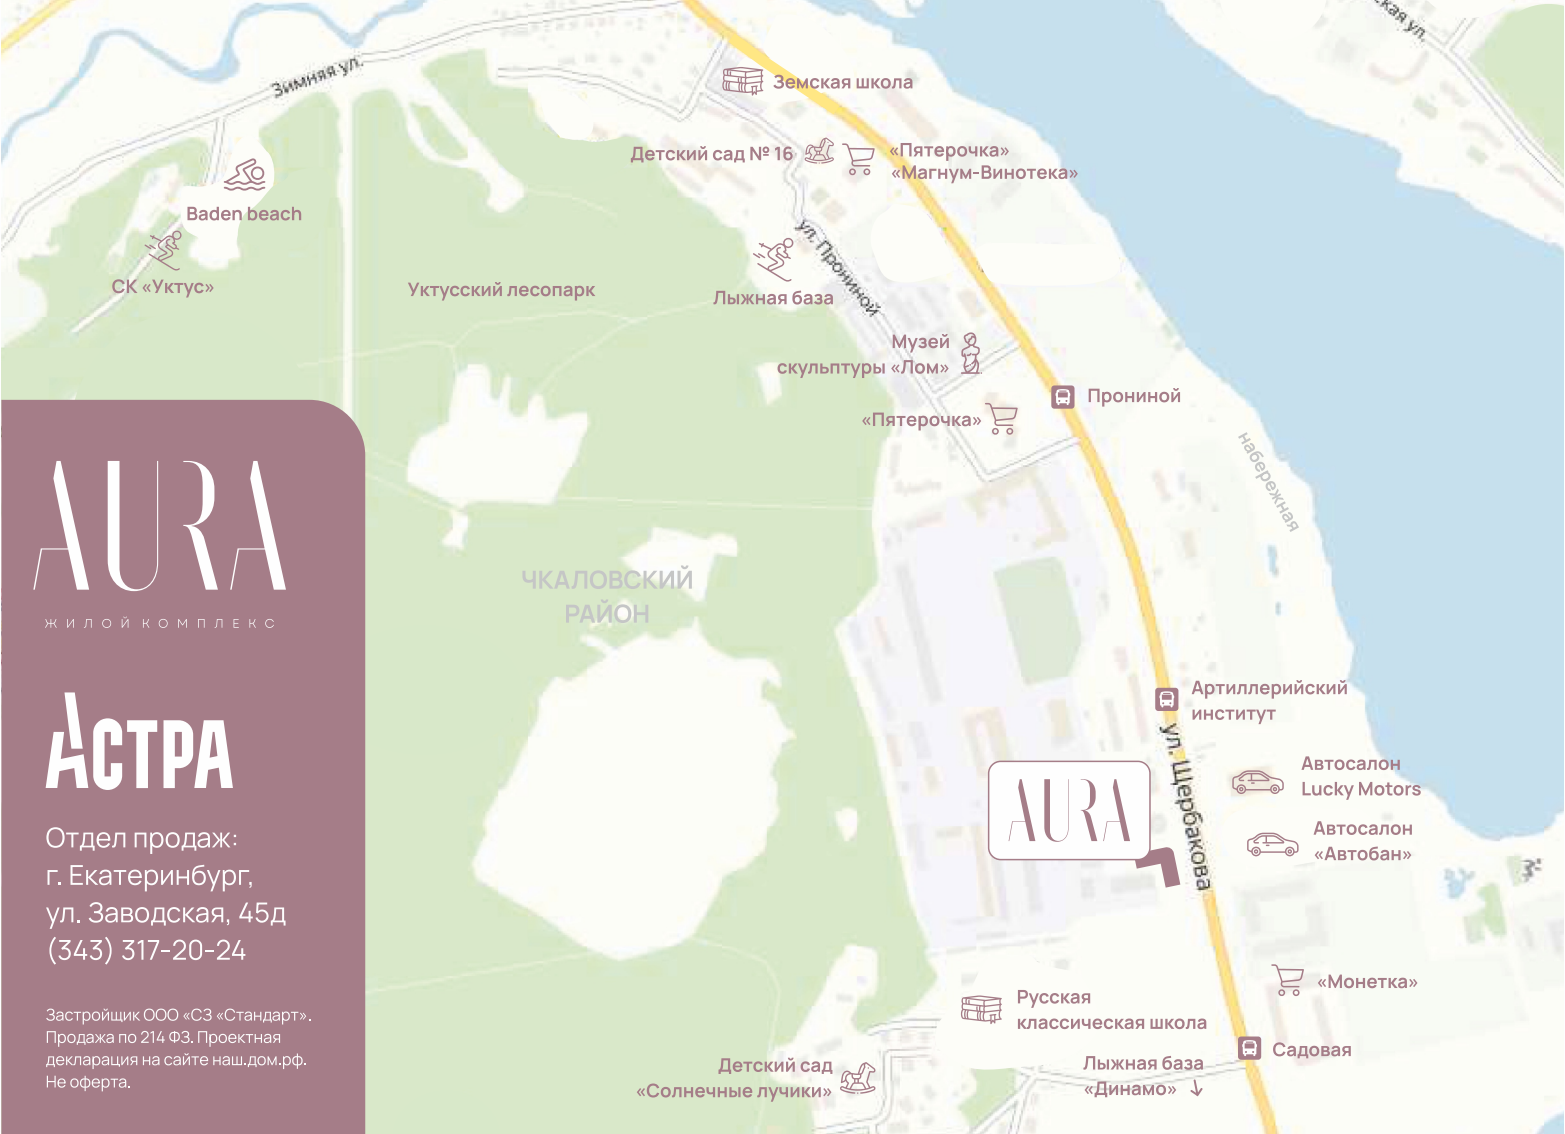 ская ул.
Зимняя ул.
Земская школа
Детский сад № 16
«Пятерочка»
«Магнум-Винотека»
Baden beach
СК «Уктус»
Уктусский лесопарк
ул. Прониной
Лыжная база
Музей
скульптуры «Лом»
«Пятерочка»
Прониной
набережная
ЧКАЛОВСКИЙ
РАЙОН
Артиллерийский
институт
ул. Щербакова
Автосалон
Lucky Motors
Автосалон
«Автобан»
AURA
«Монетка»
Русская
классическая школа
Садовая
Лыжная база
«Динамо»
Детский сад
«Солнечные лучики»
AURA
ЖИЛОЙ КОМПЛЕКС
АСТРА
Отдел продаж:
г. Екатеринбург,
ул. Заводская, 45д
(343) 317-20-24
Застройщик ООО «СЗ «Стандарт».
Продажа по 214 ФЗ. Проектная
декларация на сайте наш.дом.рф.
Не оферта.